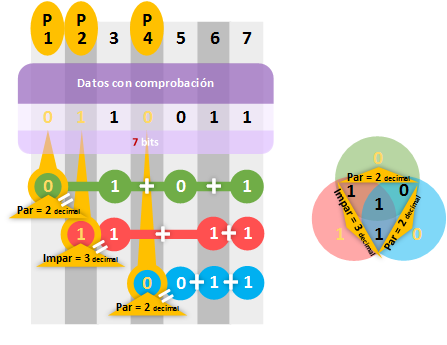 P P P
1 2 3 4 5 6 7
Datos con comprobación
0 1 1 0 0 1 1
7 bits
0 = 1 + 0 + 1
Par = 2 decimal
1 = 1 + 1 + 1
Impar = 3 decimal
0 = 0 + 1 + 1
Par = 2 decimal
0
Par = 2 decimal
1 0
1
Impar = 3 decimal
Par = 2 decimal
1 1 0